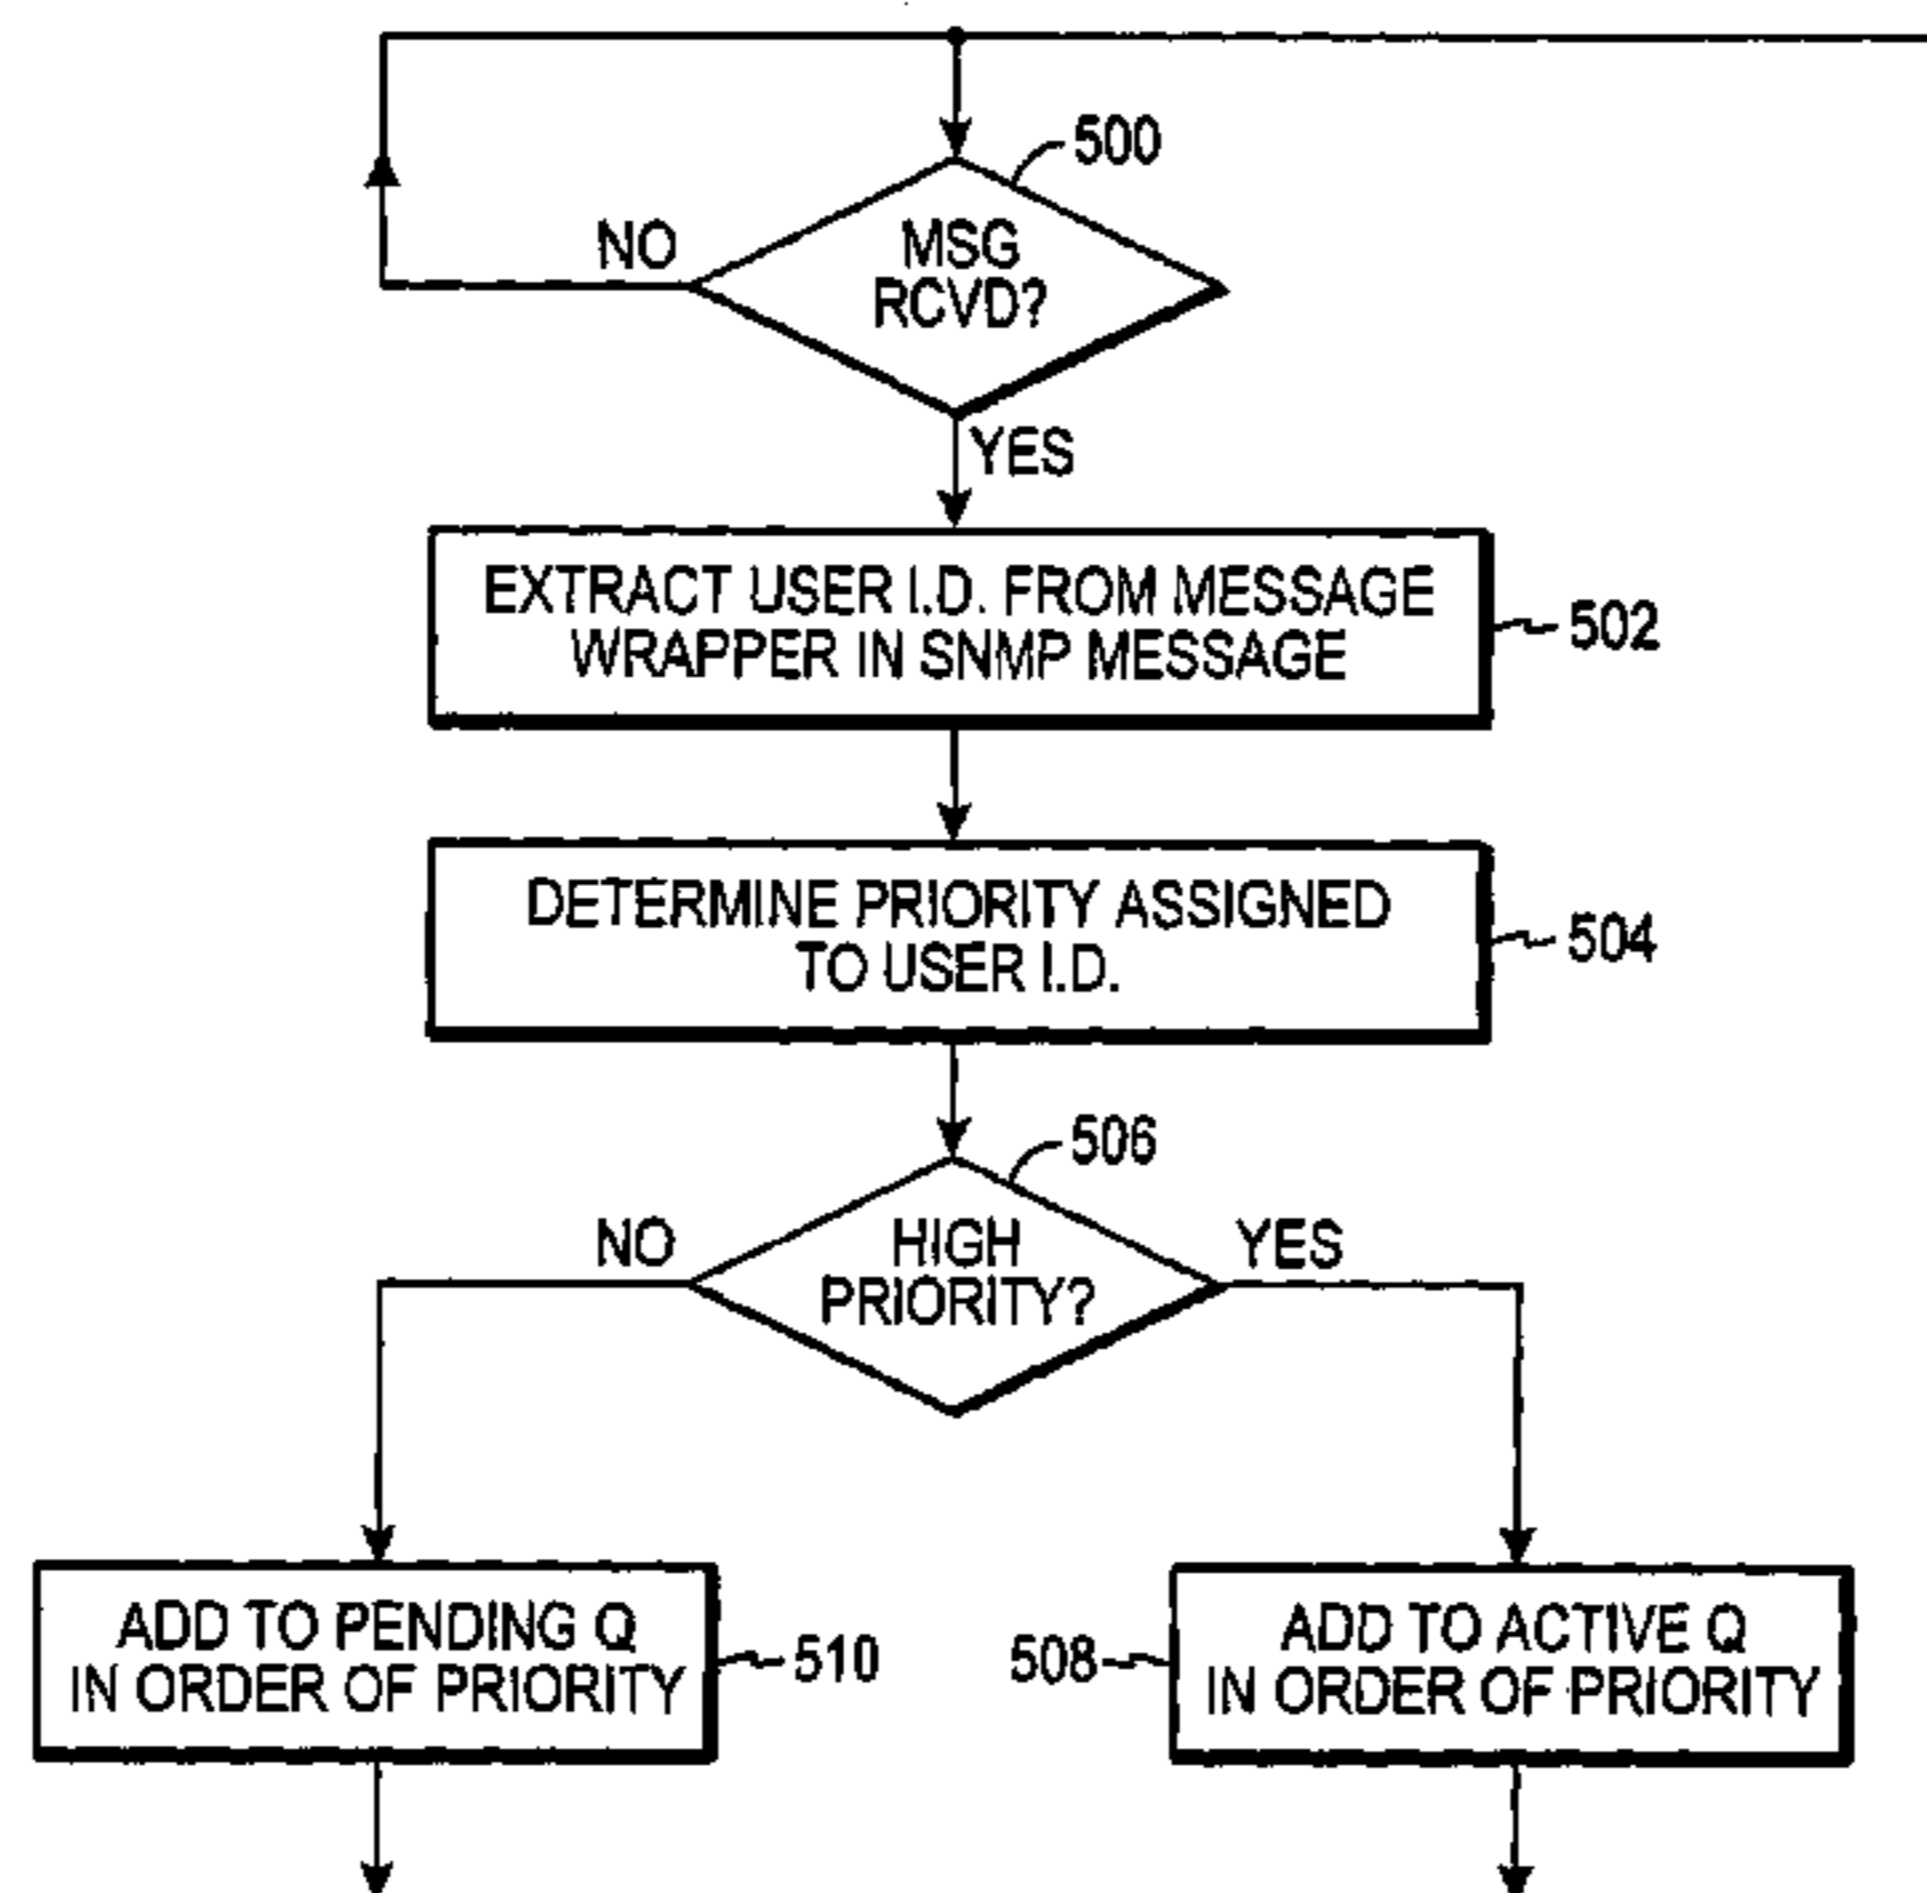 500
MSG
RCVD?
NO
YES
EXTRACT USER I.D. FROM MESSAGE
WRAPPER IN SNMP MESSAGE
502
DETERMINE PRIORITY ASSIGNED
TO USER I.D.
504
506
NO
HIGH
PRIORITY?
YES
ADD TO PENDING Q
IN ORDER OF PRIORITY
510
508
ADD TO ACTIVE Q
IN ORDER OF PRIORITY